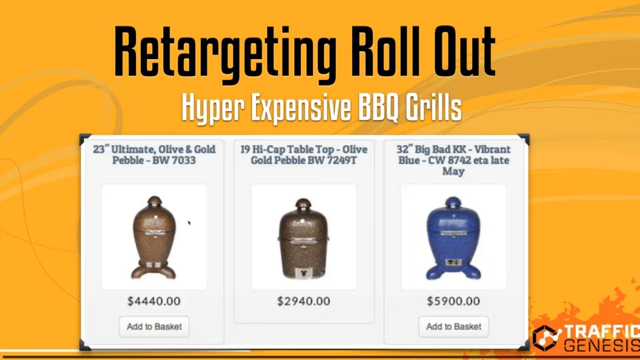 Retargeting Roll Out
Hyper Expensive BBQ Grills
23" Ultimate, Olive & Gold
Pebble - BW 7033
$4440.00
Add to Basket
19 Hi-Cap Table Top - Olive
Gold Pebble BW 7249T
$2940.00
32" Big Bad KK - Vibrant
Blue - CW 8742 eta late
May
$5900.00
Add to Basket
TRAFFIC
GENESIS